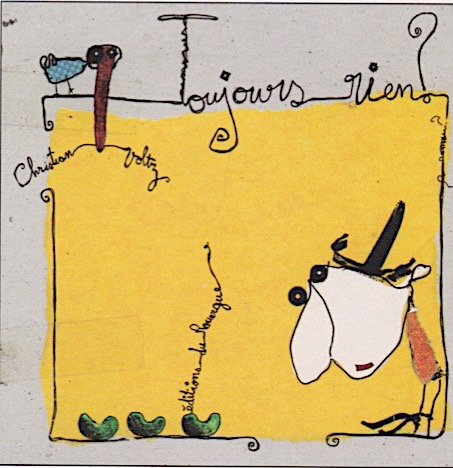 Toujours rien?
Christian Voltz
éditions du Rouergue